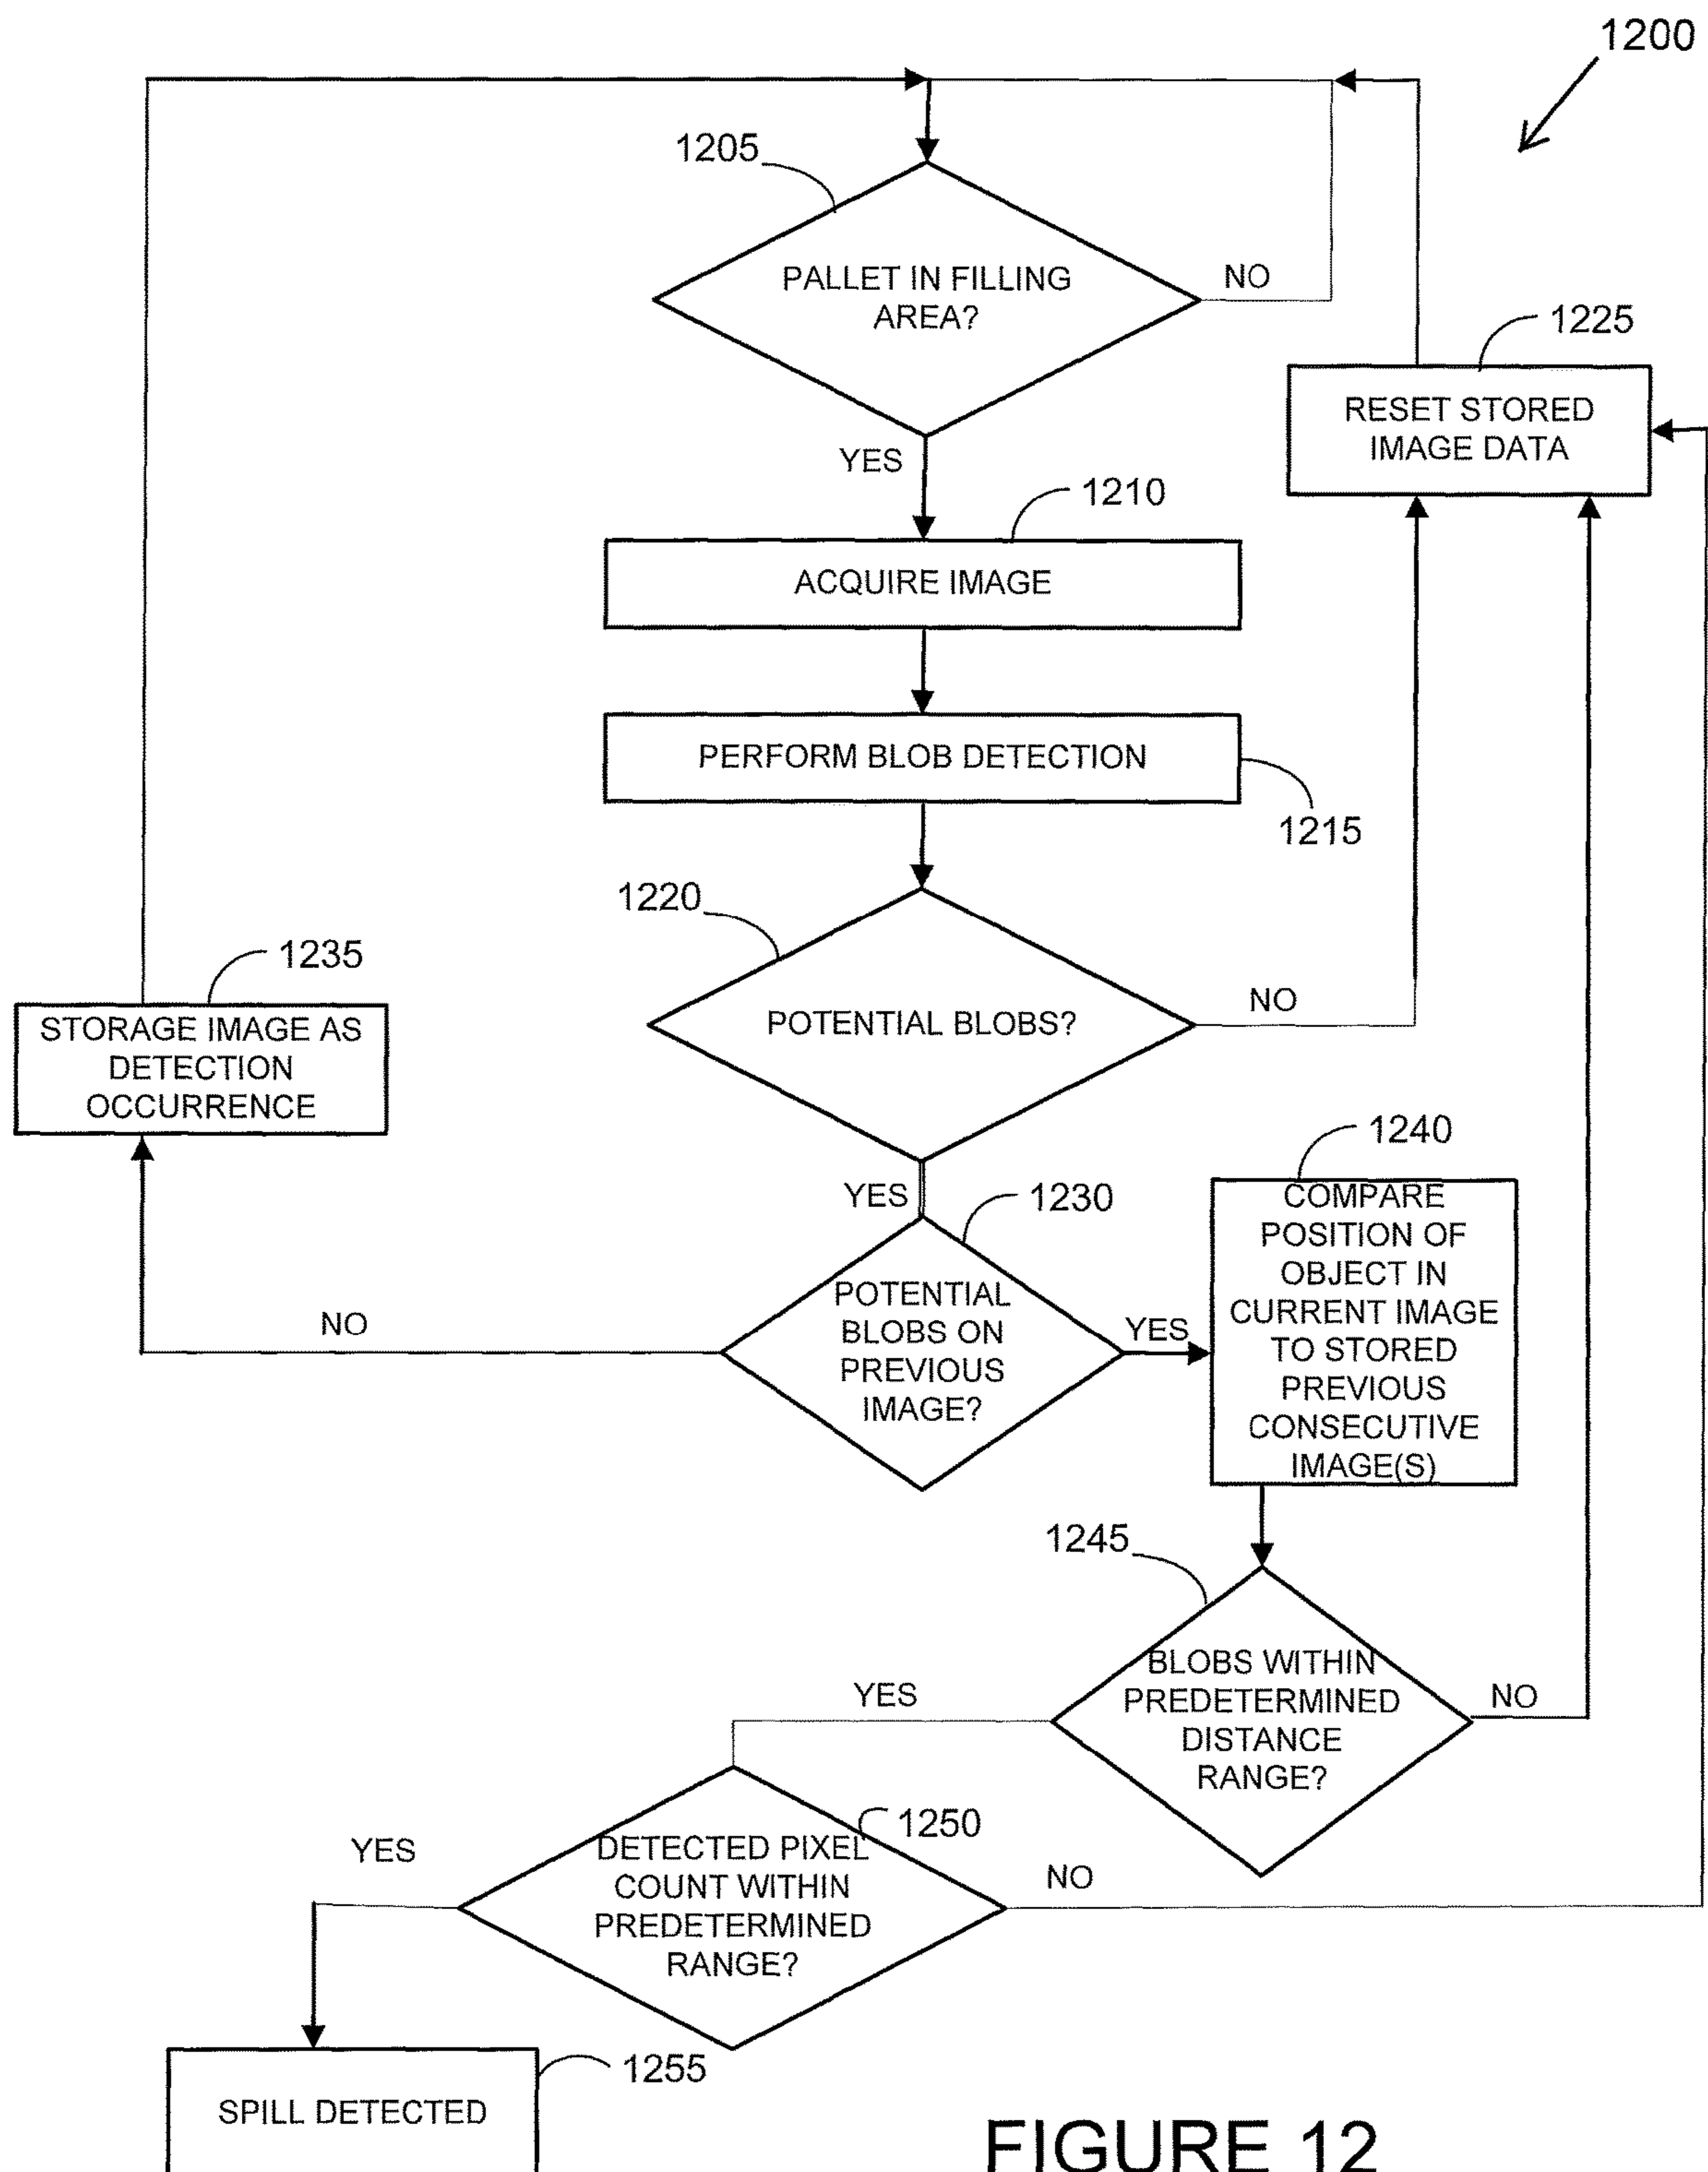 1200
1205
PALLET IN FILLING
AREA?
NO
1225
RESET STORED
IMAGE DATA
YES
1210
ACQUIRE IMAGE
PERFORM BLOB DETECTION
1215
1220
1235
STORAGE IMAGE AS
DETECTION
OCCURRENCE
POTENTIAL BLOBS?
NO
YES
1230
1240
COMPARE
POSITION OF
OBJECT IN
CURRENT IMAGE
TO STORED
PREVIOUS
CONSECUTIVE
IMAGE(S)
NO
POTENTIAL
BLOBS ON
PREVIOUS
IMAGE?
YES
1245
BLOBS WITHIN
PREDETERMINED
DISTANCE
RANGE?
YES
NO
1250
DETECTED PIXEL
COUNT WITHIN
PREDETERMINED
RANGE?
YES
NO
1255
SPILL DETECTED
FIGURE 12